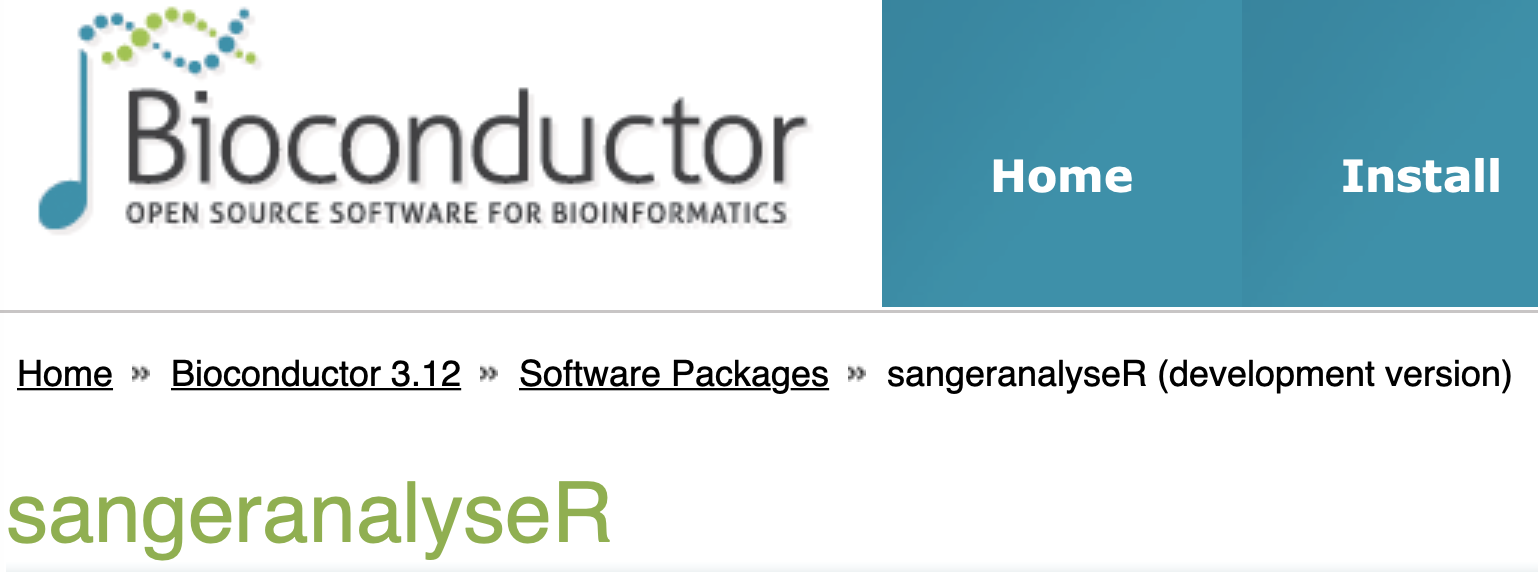 Bioconductor
OPEN SOURCE SOFTWARE FOR BIOINFORMATICS
Home Install
Home » Bioconductor 3.12 » Software Packages » sangeranalyseR (development version)
sangeranalyseR